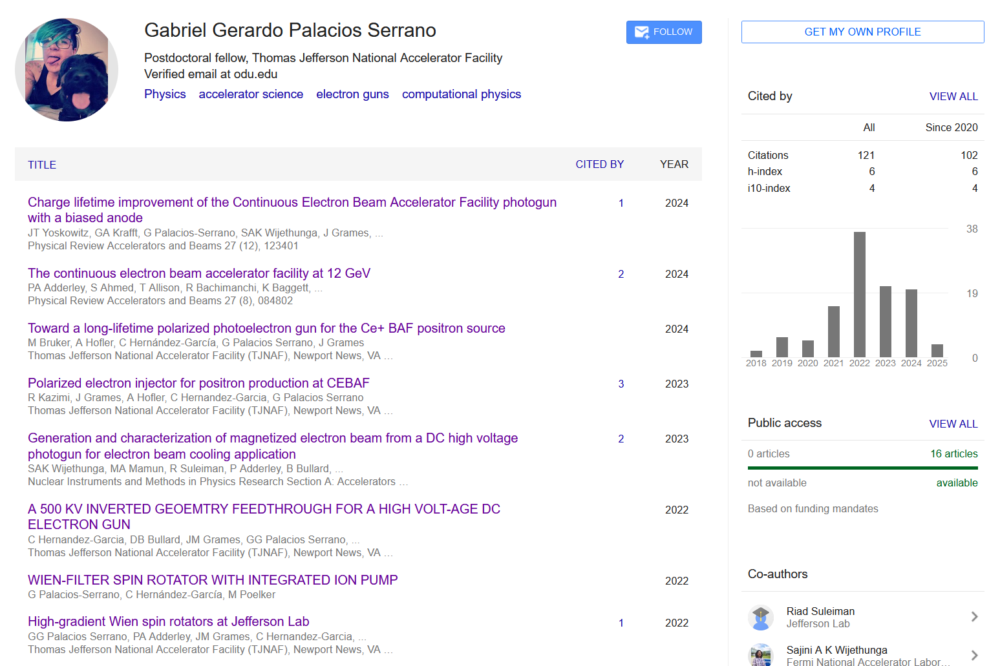 Gabriel Gerardo Palacios Serrano
FOLLOW
Postdoctoral fellow, Thomas Jefferson National Accelerator Facility
Verified email at odu.edu
Physics accelerator science electron guns computational physics
TITLE CITED BY YEAR
Charge lifetime improvement of the Continuous Electron Beam Accelerator Facility photogun 1 2024
with a biased anode
JT Yoskowitz, GA Krafft, G Palacios-Serrano, SAK Wijethunga, J Grames, ...
Physical Review Accelerators and Beams 27 (12), 123401
The continuous electron beam accelerator facility at 12 GeV 2 2024
PA Adderley, S Ahmed, T Allison, R Bachimanchi, K Baggett, ...
Physical Review Accelerators and Beams 27 (8), 084802
Toward a long-lifetime polarized photoelectron gun for the Ce+ BAF positron source 2024
M Bruker, A Hofler, C Hernández-García, G Palacios Serrano, J Grames
Thomas Jefferson National Accelerator Facility (TJNAF), Newport News, VA ...
Polarized electron injector for positron production at CEBAF 3 2023
R Kazimi, J Grames, A Hofler, C Hernandez-Garcia, G Palacios Serrano
Thomas Jefferson National Accelerator Facility (TJNAF), Newport News, VA ...
Generation and characterization of magnetized electron beam from a DC high voltage 2 2023
photogun for electron beam cooling application
SAK Wijethunga, MA Mamun, R Suleiman, P Adderley, B Bullard, ...
Nuclear Instruments and Methods in Physics Research Section A: Accelerators ...
A 500 KV INVERTED GEOEMTRY FEEDTHROUGH FOR A HIGH VOLT-AGE DC 2022
ELECTRON GUN
C Hernandez-Garcia, DB Bullard, JM Grames, GG Palacios Serrano, ...
Thomas Jefferson National Accelerator Facility (TJNAF), Newport News, VA ...
WIEN-FILTER SPIN ROTATOR WITH INTEGRATED ION PUMP 2022
G Palacios-Serrano, C Hernández-García, M Poelker
High-gradient Wien spin rotators at Jefferson Lab 1 2022
GG Palacios Serrano, PA Adderley, JM Grames, C Hernandez-Garcia, ...
Thomas Jefferson National Accelerator Facility (TJNAF), Newport News, VA ...
GET MY OWN PROFILE
Cited by VIEW ALL
All Since 2020
Citations 121 102
h-index 6 6
i10-index 4 4
38
19
0
2018 2019 2020 2021 2022 2023 2024 2025
Public access VIEW ALL
0 articles 16 articles
not available available
Based on funding mandates
Co-authors
Riad Suleiman
Jefferson Lab
Sajini A K Wijethunga
Fermi National Accelerator Labor...